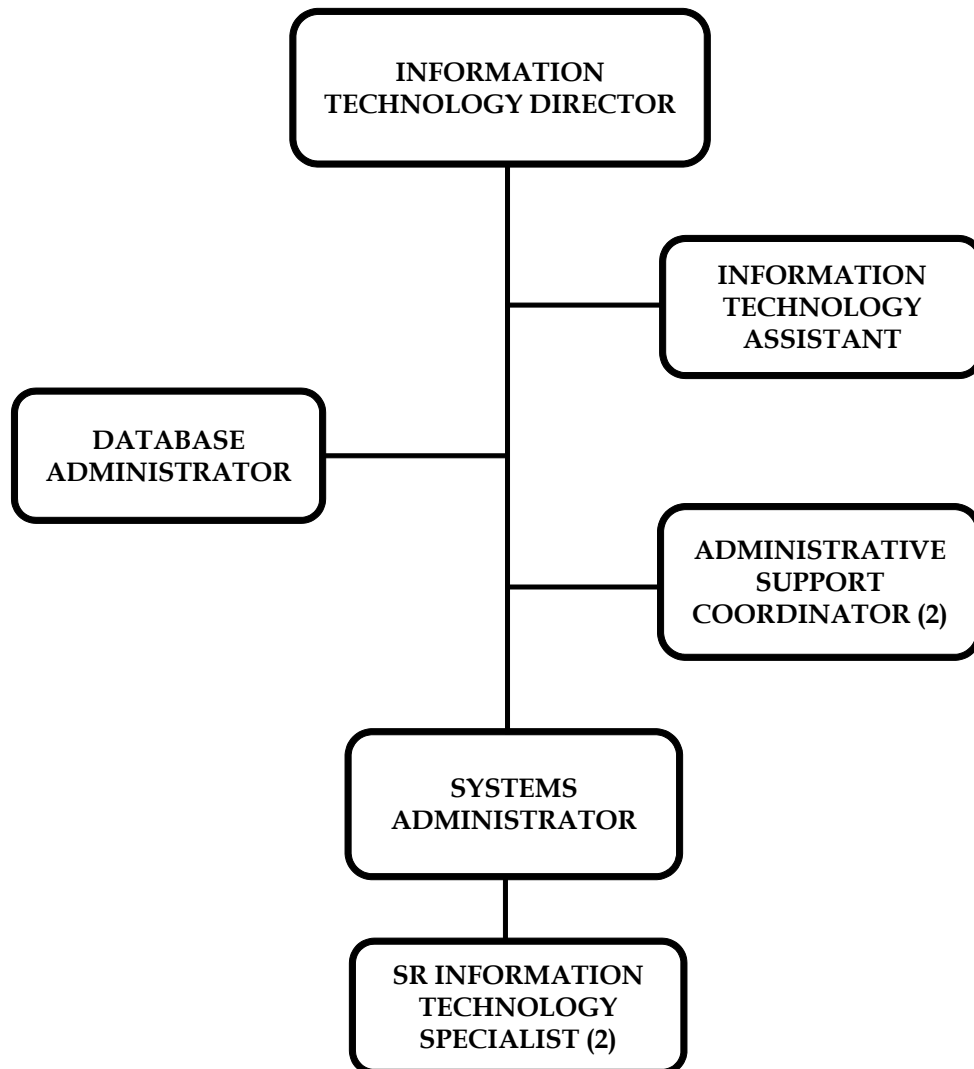 INFORMATION
TECHNOLOGY DIRECTOR
INFORMATION
TECHNOLOGY
ASSISTANT
DATABASE
ADMINISTRATOR
ADMINISTRATIVE
SUPPORT
COORDINATOR (2)
SYSTEMS
ADMINISTRATOR
SR INFORMATION
TECHNOLOGY
SPECIALIST (2)